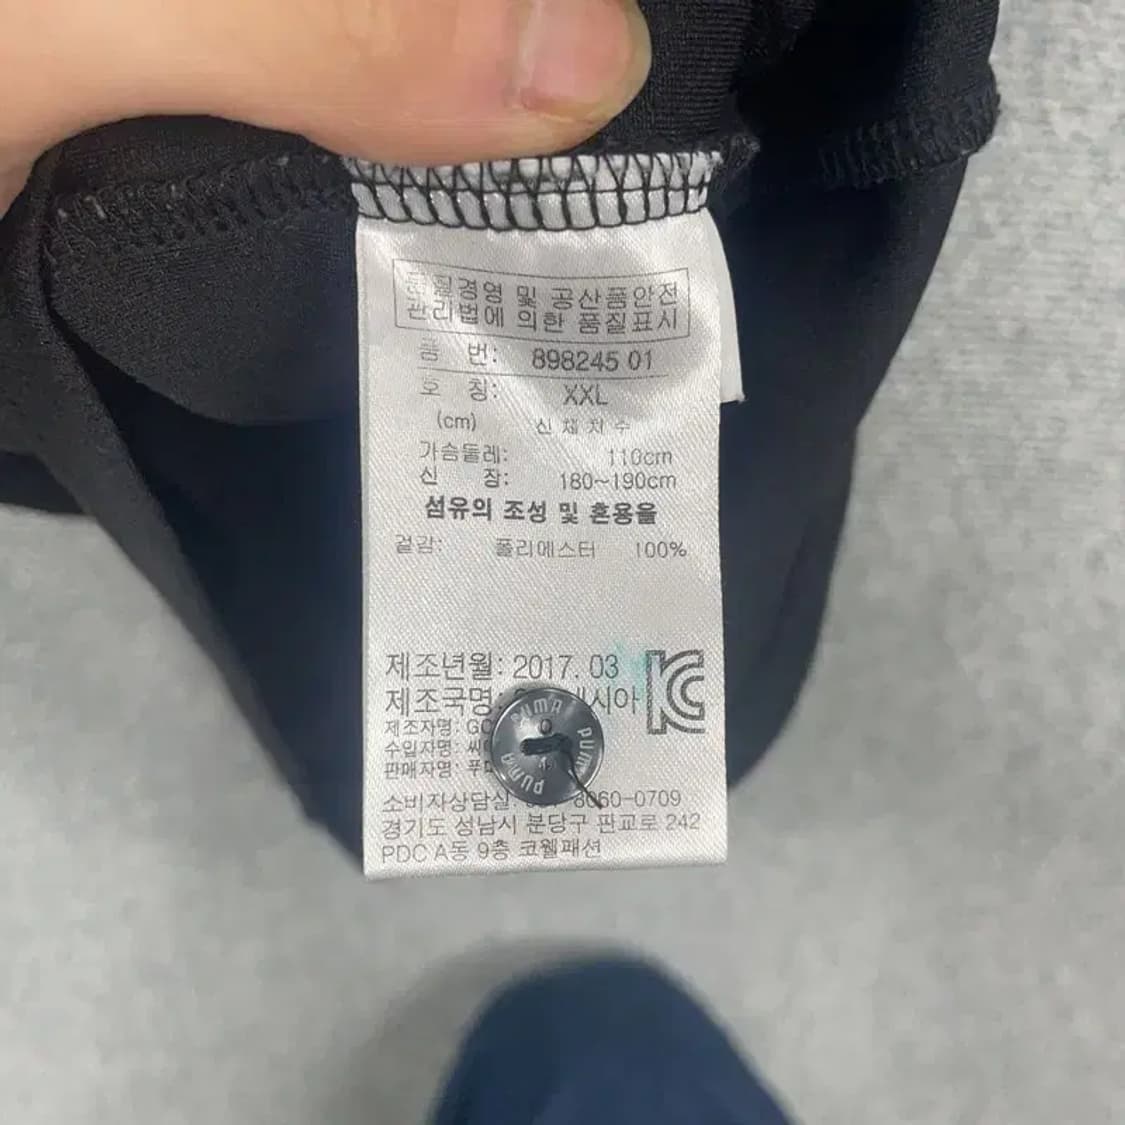 품질경영 및 공산품안전
관리법에 의한 품질표시
품 번: 898245 01
호 칭: XXL
(cm) 신체치수
가슴둘레: 110cm
신 장: 180~190cm
섬유의 조성 및 혼용율
겉감: 폴리에스터 100%
제조년월: 2017. 03
제조국명:
제조자명: GC
수입자명:
판매자명:
소비자상담실: 8060-0709
경기도 성남시 분당구 판교로 242
PDC A동 9층 코웰패션
PUMA PUMA PUMA